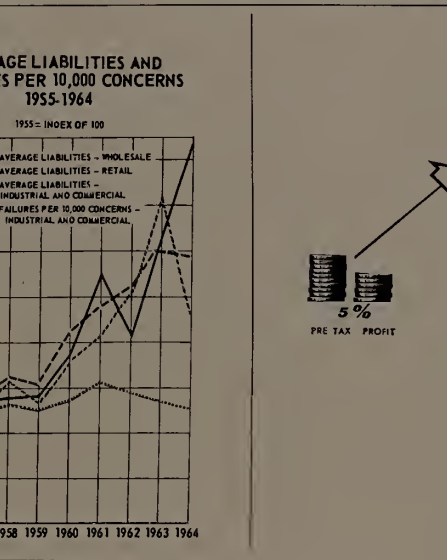 AGE LIABILITIES AND
S PER 10,000 CONCERNS
1955-1964
1955 = INDEX OF 100
AVERAGE LIABILITIES - WHOLESALE
AVERAGE LIABILITIES - RETAIL
AVERAGE LIABILITIES -
INDUSTRIAL AND COMMERCIAL
FAILURES PER 10,000 CONCERNS -
INDUSTRIAL AND COMMERCIAL
958 1959 1960 1961 1962 1963 1964
5%
PRE TAX PROFIT